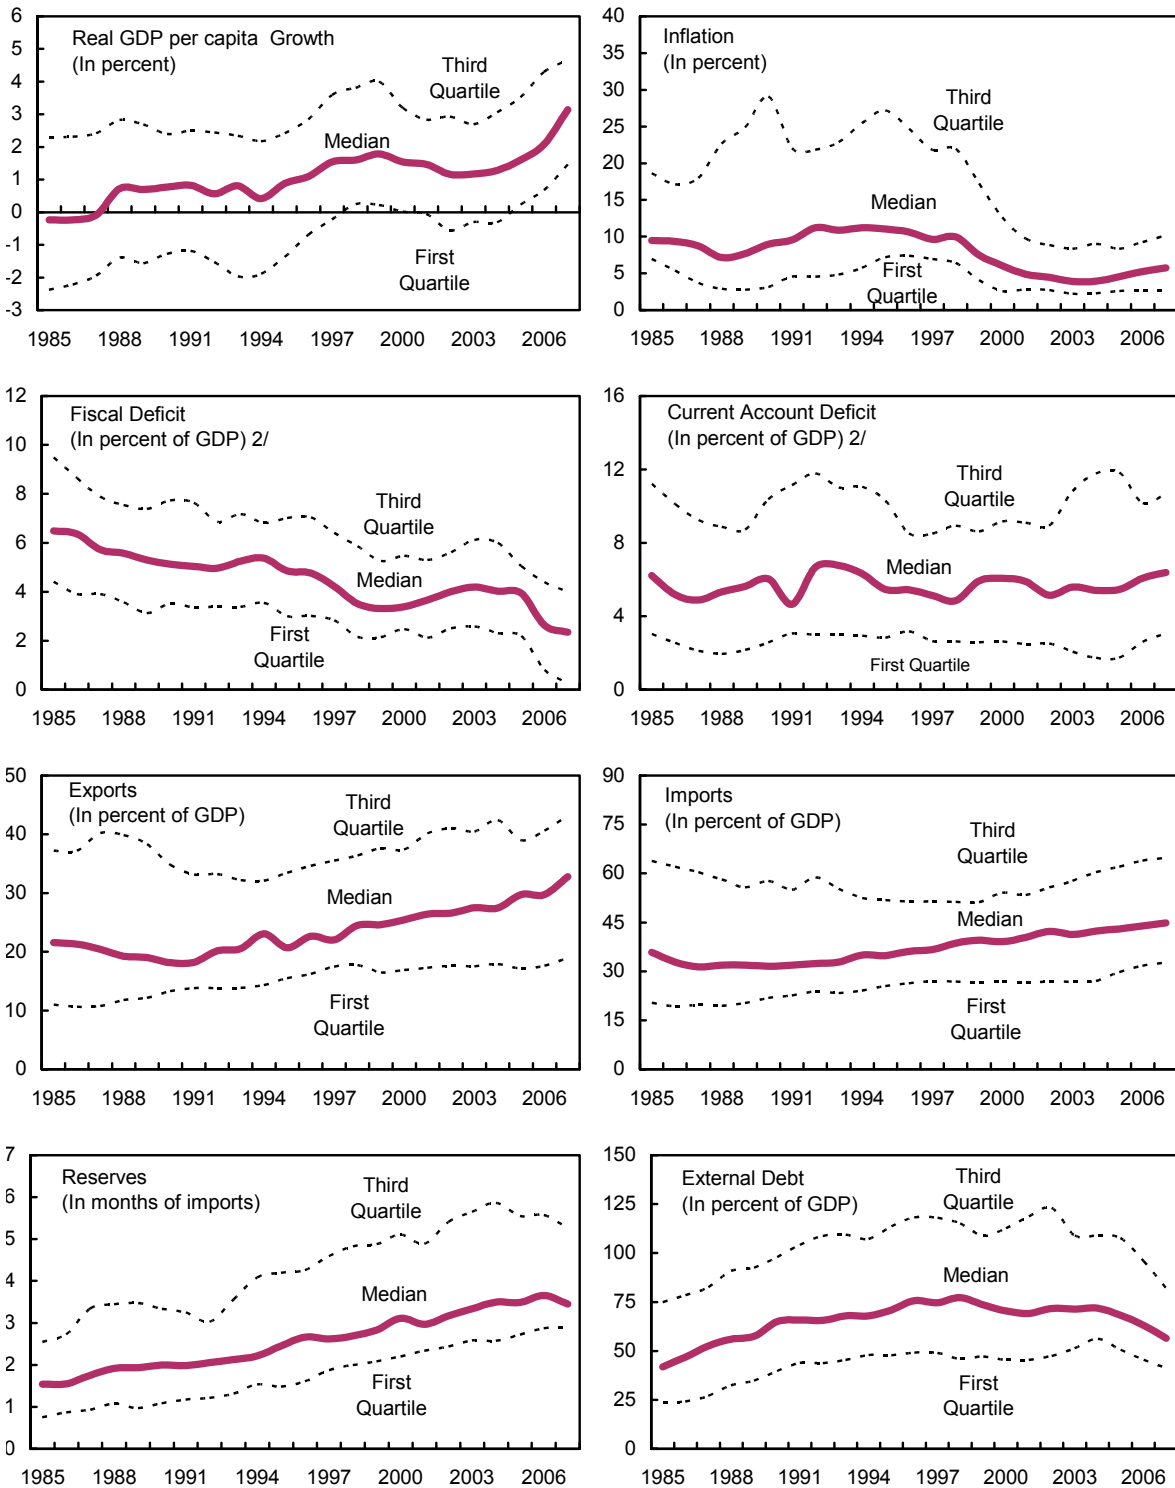 6
5
4
3
2
1
0
-1
-2
-3
Real GDP per capita Growth
(In percent)
Third
Quartile
Median
First
Quartile
1985 1988 1991 1994 1997 2000 2003 2006
40
35
30
25
20
15
10
5
0
Inflation
(In percent)
Third
Quartile
Median
First
Quartile
1985 1988 1991 1994 1997 2000 2003 2006
12
10
8
6
4
2
0
Fiscal Deficit
(In percent of GDP) 2/
Third
Quartile
Median
First
Quartile
1985 1988 1991 1994 1997 2000 2003 2006
16
12
8
4
0
Current Account Deficit
(In percent of GDP) 2/
Third
Quartile
Median
First Quartile
1985 1988 1991 1994 1997 2000 2003 2006
50
40
30
20
10
0
Exports
(In percent of GDP)
Third
Quartile
Median
First
Quartile
1985 1988 1991 1994 1997 2000 2003 2006
90
75
60
45
30
15
0
Imports
(In percent of GDP)
Third
Quartile
Median
First
Quartile
1985 1988 1991 1994 1997 2000 2003 2006
7
6
5
4
3
2
1
0
Reserves
(In months of imports)
Third
Quartile
Median
First
Quartile
1985 1988 1991 1994 1997 2000 2003 2006
150
125
100
75
50
25
0
External Debt
(In percent of GDP)
Third
Quartile
Median
First
Quartile
1985 1988 1991 1994 1997 2000 2003 2006